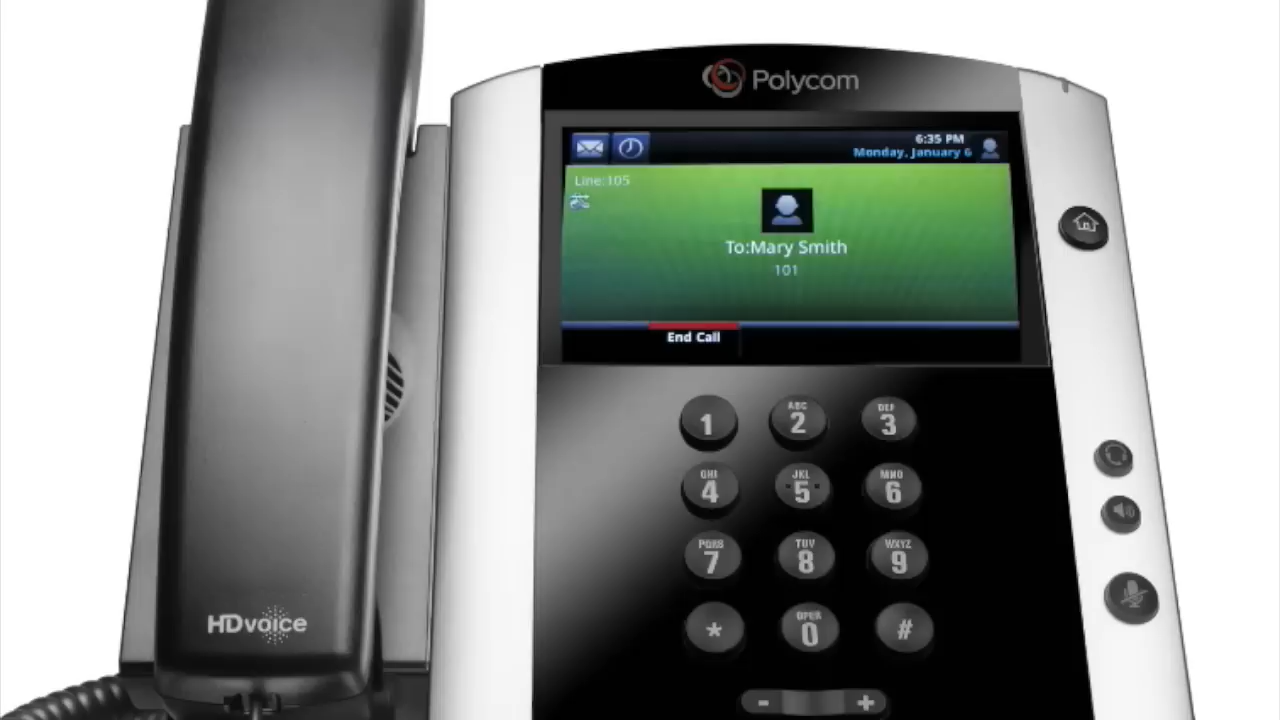 Polycom
6:35 PM
Monday, January 6
Line:105
To:Mary Smith
101
End Call
1
ABC
2
DEF
3
GHI
4
JKL
5
MNO
6
PQRS
7
TUV
8
WXYZ
9
*
OPER
0
#
- +
HDvoice